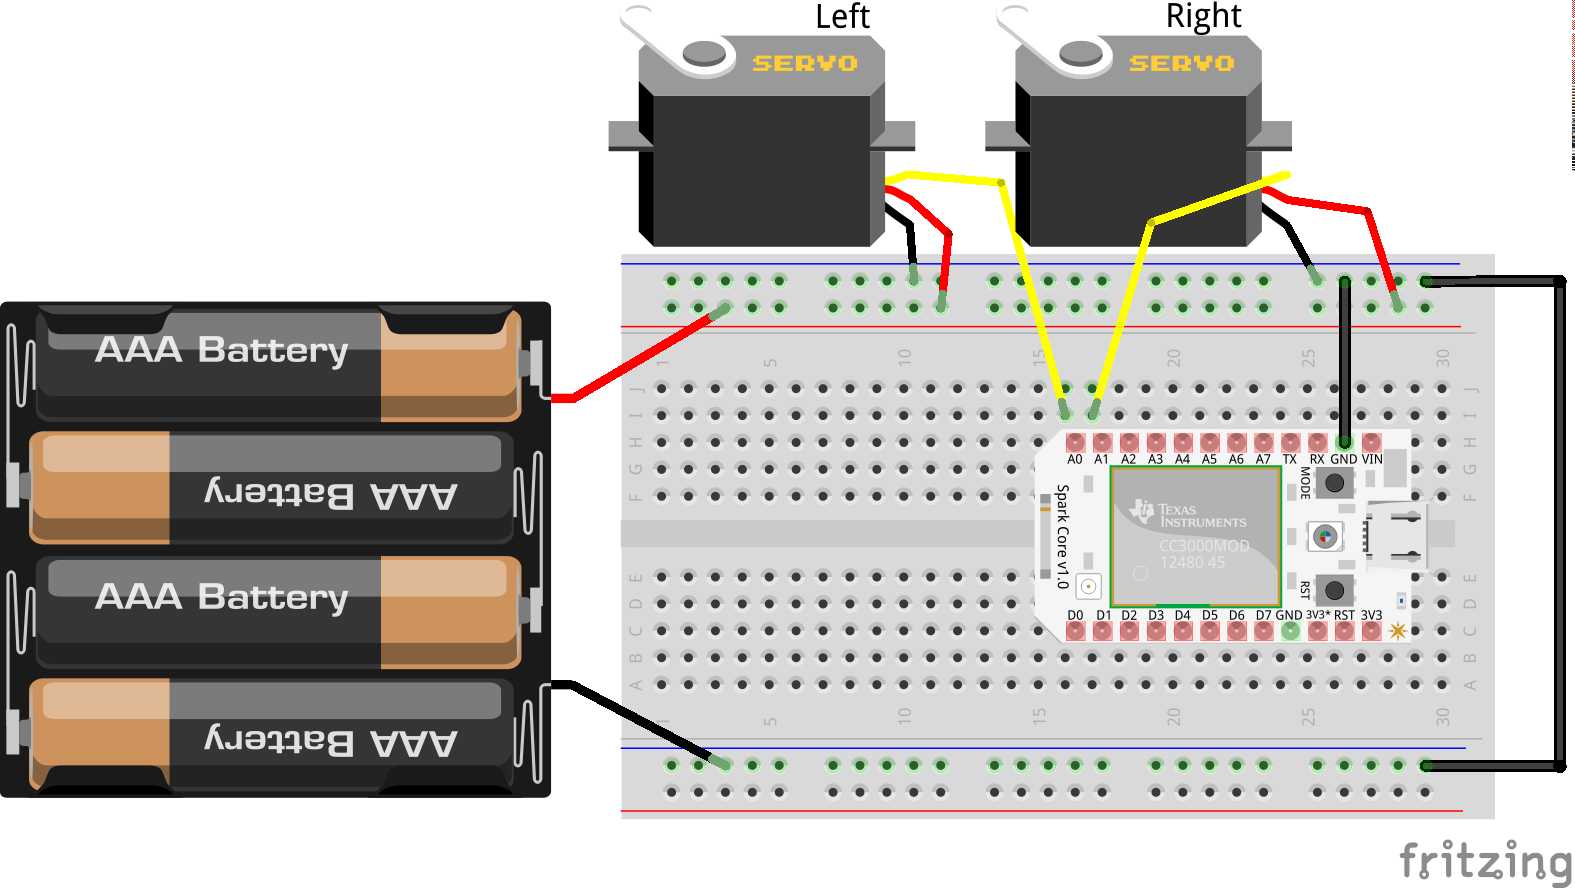 Left
Right
SERVO
SERVO
AAA Battery
AAA Battery
AAA Battery
AAA Battery
1 5 10 15 20 25 30
J J
I I
H H
G G
F F
A0 A1 A2 A3 A4 A5 A6 A7 TX RX GND VIN
MODE
Spark Core v1.0
TEXAS
INSTRUMENTS
CC3000MOD
12480 45
RST
D0 D1 D2 D3 D4 D5 D6 D7 GND 3V3* RST 3V3
E E
D D
C C
B B
A A
1 5 10 15 20 25 30
fritzing